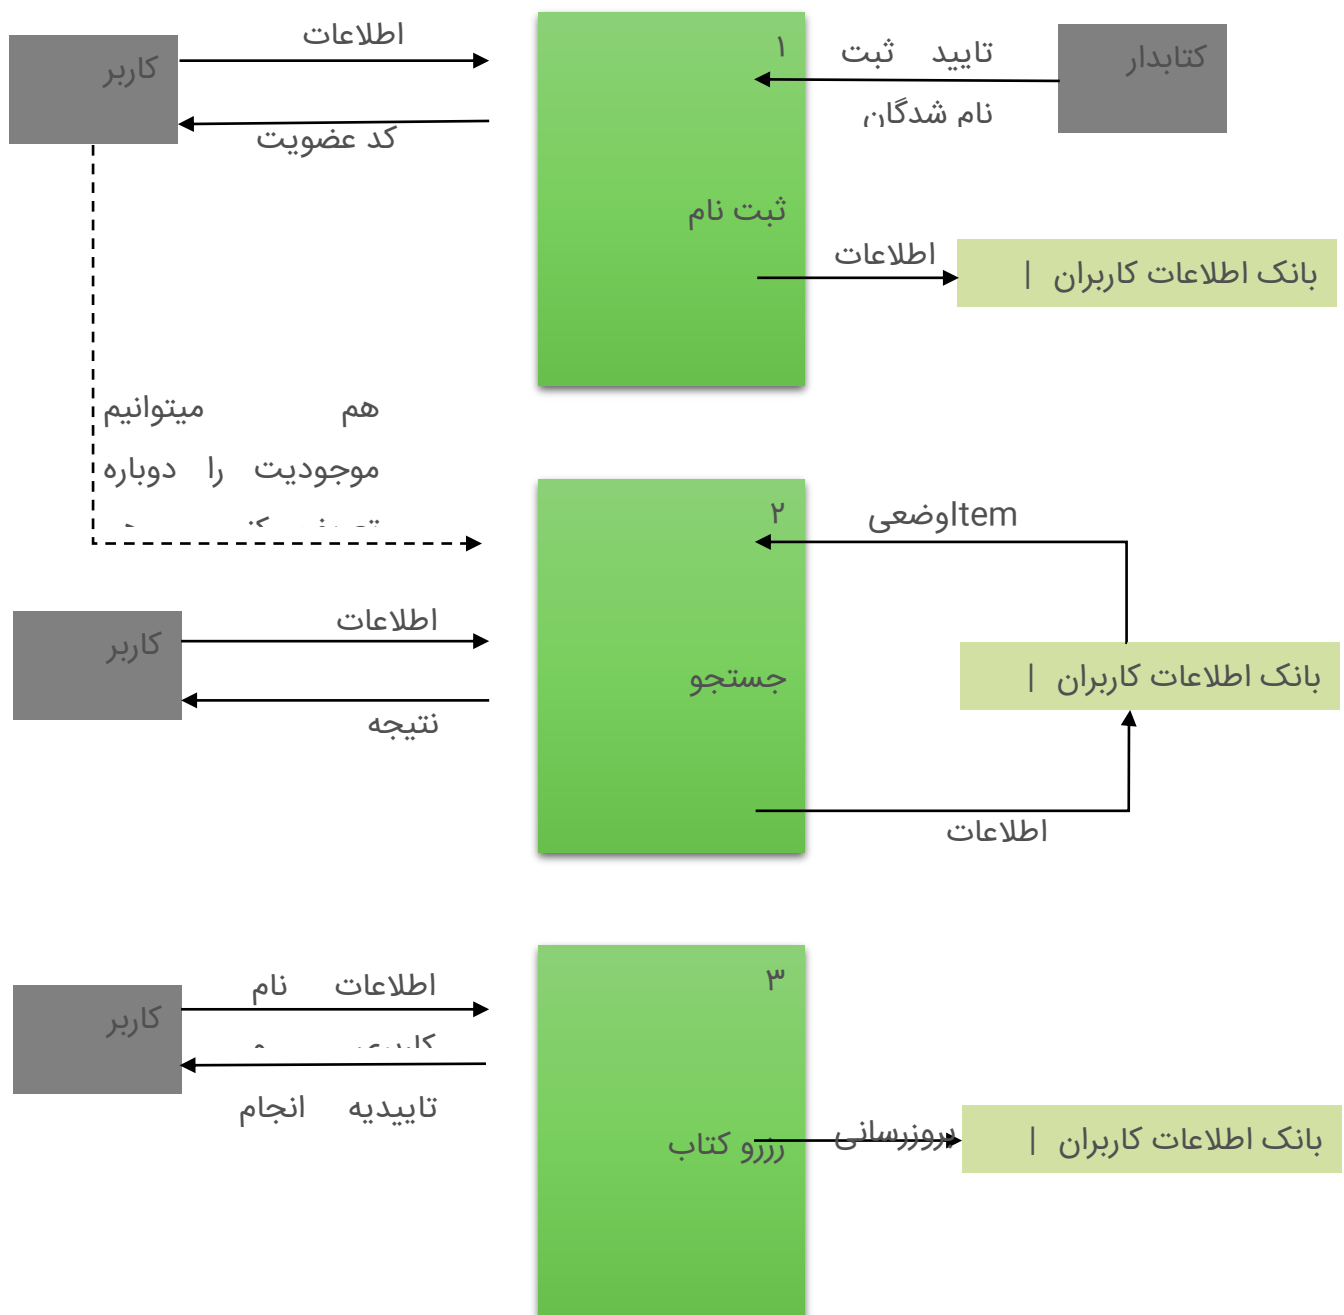 اطلاعات
کاربر
کد عضویت
۱
ثبت نام
تایید ثبت
نام شدگان
کتابدار
اطلاعات
بانک اطلاعات کاربران |
هم میتوانیم
موجودیت را دوباره
۲
جستجو
Itemاوضعی
کاربر
اطلاعات
نتیجه
بانک اطلاعات کاربران |
اطلاعات
۳
رزرو کتاب
کاربر
اطلاعات نام
تاییدیه انجام
بروزرسانی
بانک اطلاعات کاربران |